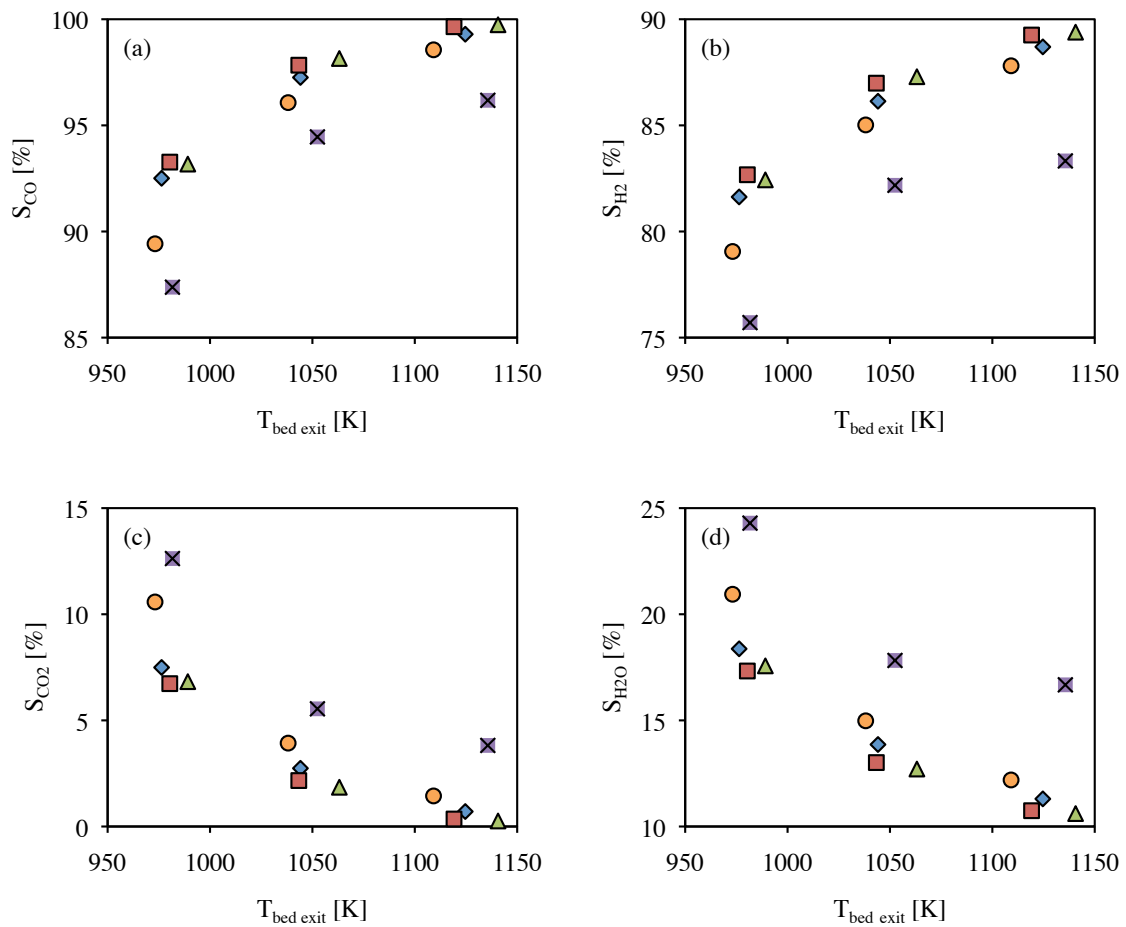 100
(a)
95
90
85
S_CO [%]
950 1000 1050 1100 1150
T_bed exit [K]
90
(b)
85
80
75
S_H2 [%]
950 1000 1050 1100 1150
T_bed exit [K]
15
(c)
10
5
0
S_CO2 [%]
950 1000 1050 1100 1150
T_bed exit [K]
25
(d)
20
15
10
S_H2O [%]
950 1000 1050 1100 1150
T_bed exit [K]